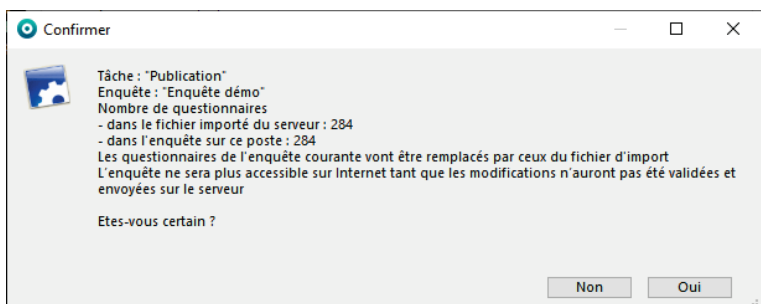 Confirmer
Tâche : "Publication"
Enquête : "Enquête démo"
Nombre de questionnaires
- dans le fichier importé du serveur : 284
- dans l'enquête sur ce poste : 284
Les questionnaires de l'enquête courante vont être remplacés par ceux du fichier d'import
L'enquête ne sera plus accessible sur Internet tant que les modifications n'auront pas été validées et
envoyées sur le serveur
Etes-vous certain ?
Non Oui